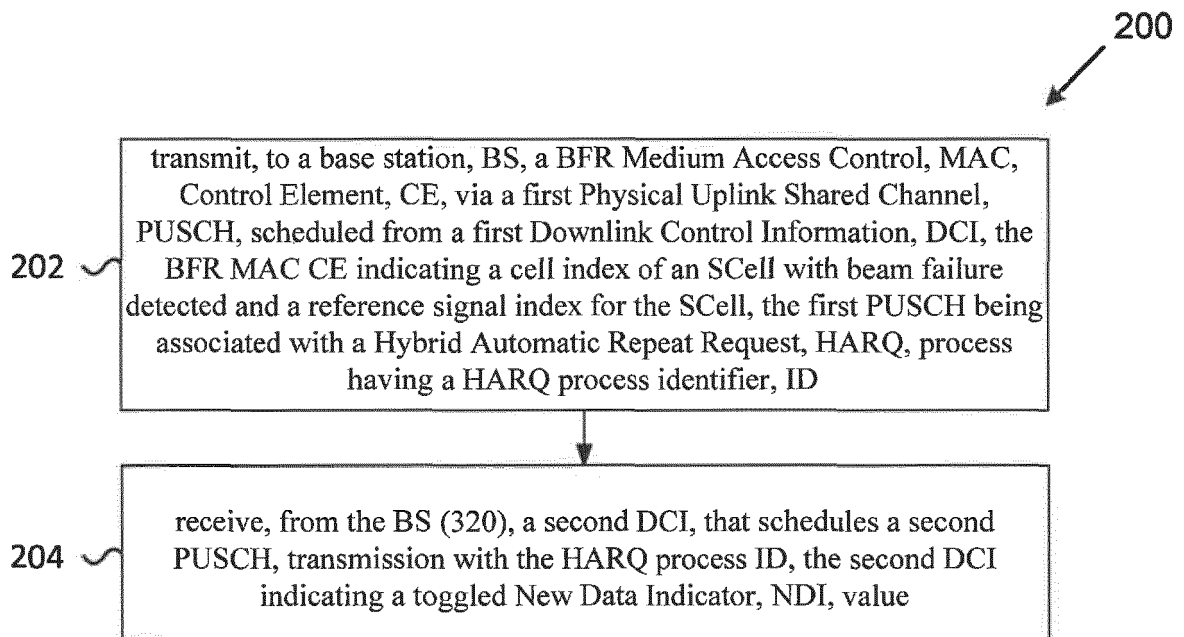 200
transmit, to a base station, BS, a BFR Medium Access Control, MAC,
Control Element, CE, via a first Physical Uplink Shared Channel,
PUSCH, scheduled from a first Downlink Control Information, DCI, the
202
BFR MAC CE indicating a cell index of an SCell with beam failure
detected and a reference signal index for the SCell, the first PUSCH being
associated with a Hybrid Automatic Repeat Request, HARQ, process
having a HARQ process identifier, ID
receive, from the BS (320), a second DCI, that schedules a second
204
PUSCH, transmission with the HARQ process ID, the second DCI
indicating a toggled New Data Indicator, NDI, value